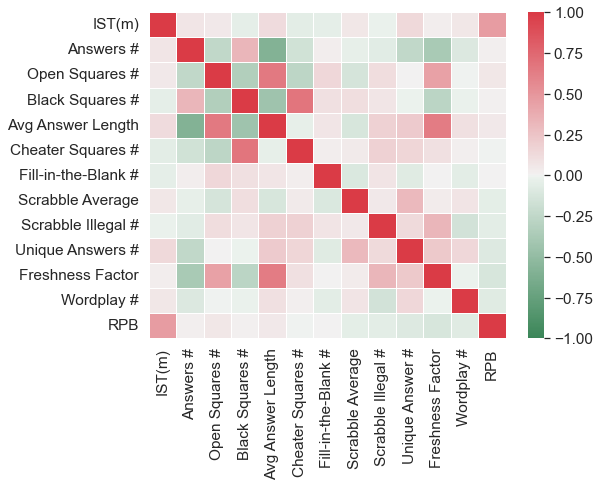 IST(m)
Answers #
Open Squares #
Black Squares #
Avg Answer Length
Cheater Squares #
Fill-in-the-Blank #
Scrabble Average
Scrabble Illegal #
Unique Answers #
Freshness Factor
Wordplay #
RPB
IST(m)
Answers #
Open Squares #
Black Squares #
Avg Answer Length
Cheater Squares #
Fill-in-the-Blank #
Scrabble Average
Scrabble Illegal #
Unique Answer #
Freshness Factor
Wordplay #
RPB
1.00
0.75
0.50
0.25
0.00
−0.25
−0.50
−0.75
−1.00